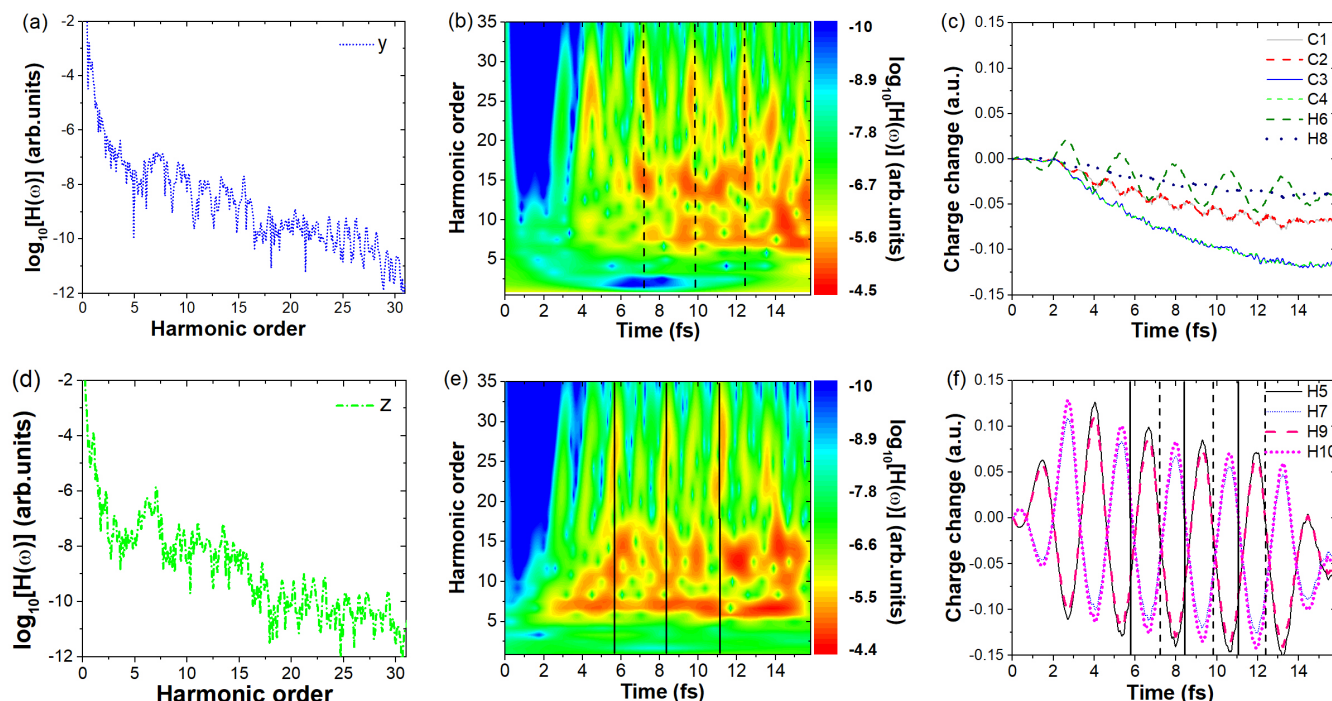 (a)
y
log10[H(ω)] (arb.units)
-2
-4
-6
-8
-10
-12
0 5 10 15 20 25 30
Harmonic order
(b)
Harmonic order
35
30
25
20
15
10
5
0 2 4 6 8 10 12 14
Time (fs)
-10
-8.9
-7.8
-6.7
-5.6
-4.5
log10[H(ω)] (arb.units)
(c)
Charge change (a.u.)
0.15
0.10
0.05
0.00
-0.05
-0.10
-0.15
0 2 4 6 8 10 12 14
Time (fs)
C1
C2
C3
C4
H6
H8
(d)
z
log10[H(ω)] (arb.units)
-2
-4
-6
-8
-10
-12
0 5 10 15 20 25 30
Harmonic order
(e)
Harmonic order
35
30
25
20
15
10
5
0 2 4 6 8 10 12 14
Time (fs)
-10
-8.9
-7.8
-6.6
-5.5
-4.4
log10[H(ω)] (arb.units)
(f)
Charge change (a.u.)
0.15
0.10
0.05
0.00
-0.05
-0.10
-0.15
0 2 4 6 8 10 12 14
Time (fs)
H5
H7
H9
H10